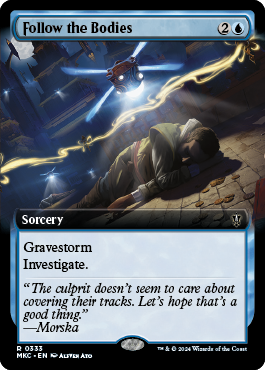 Follow the Bodies 2
Sorcery
Gravestorm
Investigate.
“The culprit doesn't seem to care about
covering their tracks. Let's hope that's a
good thing.”
—Morska
R 0333
MKC • EN Alfven Ato
™ & © 2024 Wizards of the Coast